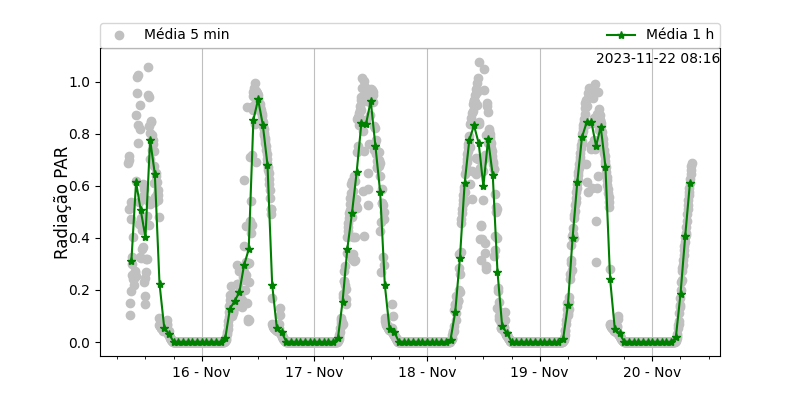 Média 5 min
Média 1 h
2023-11-22 08:16
Radiação PAR
1.0
0.8
0.6
0.4
0.2
0.0
16 - Nov
17 - Nov
18 - Nov
19 - Nov
20 - Nov